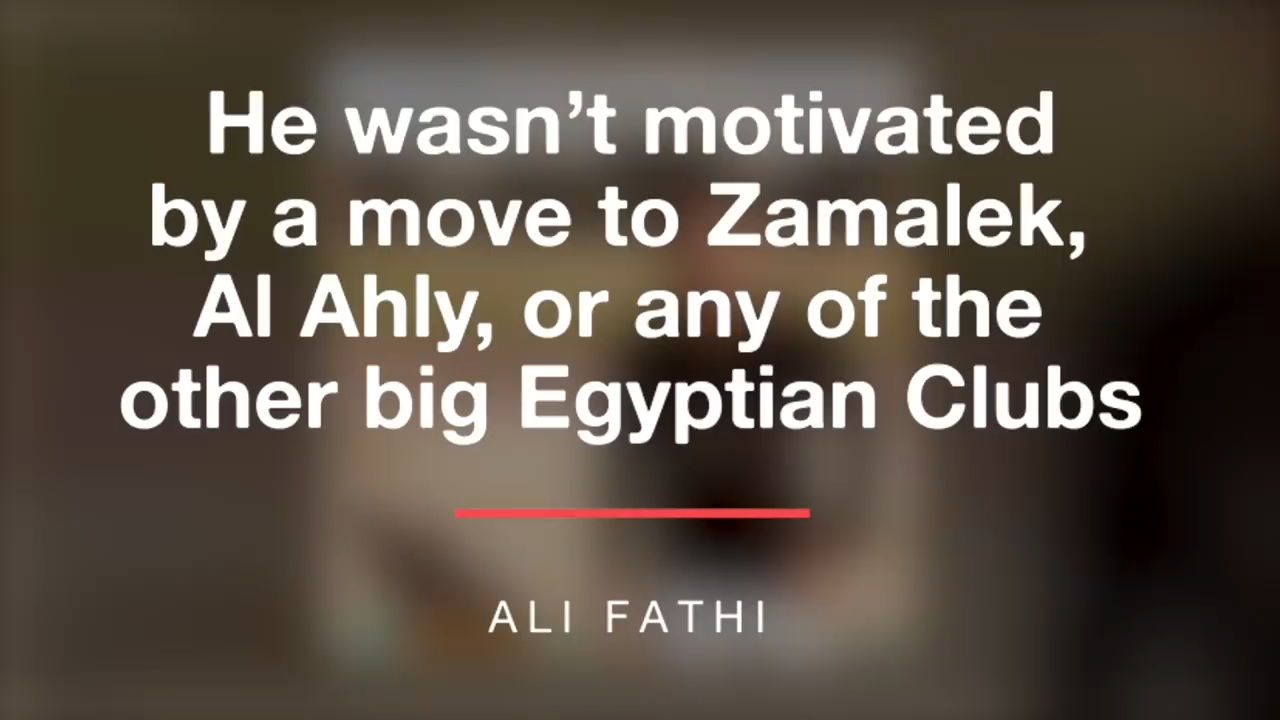 He wasn’t motivated
by a move to Zamalek,
Al Ahly, or any of the
other big Egyptian Clubs
ALI FATHI